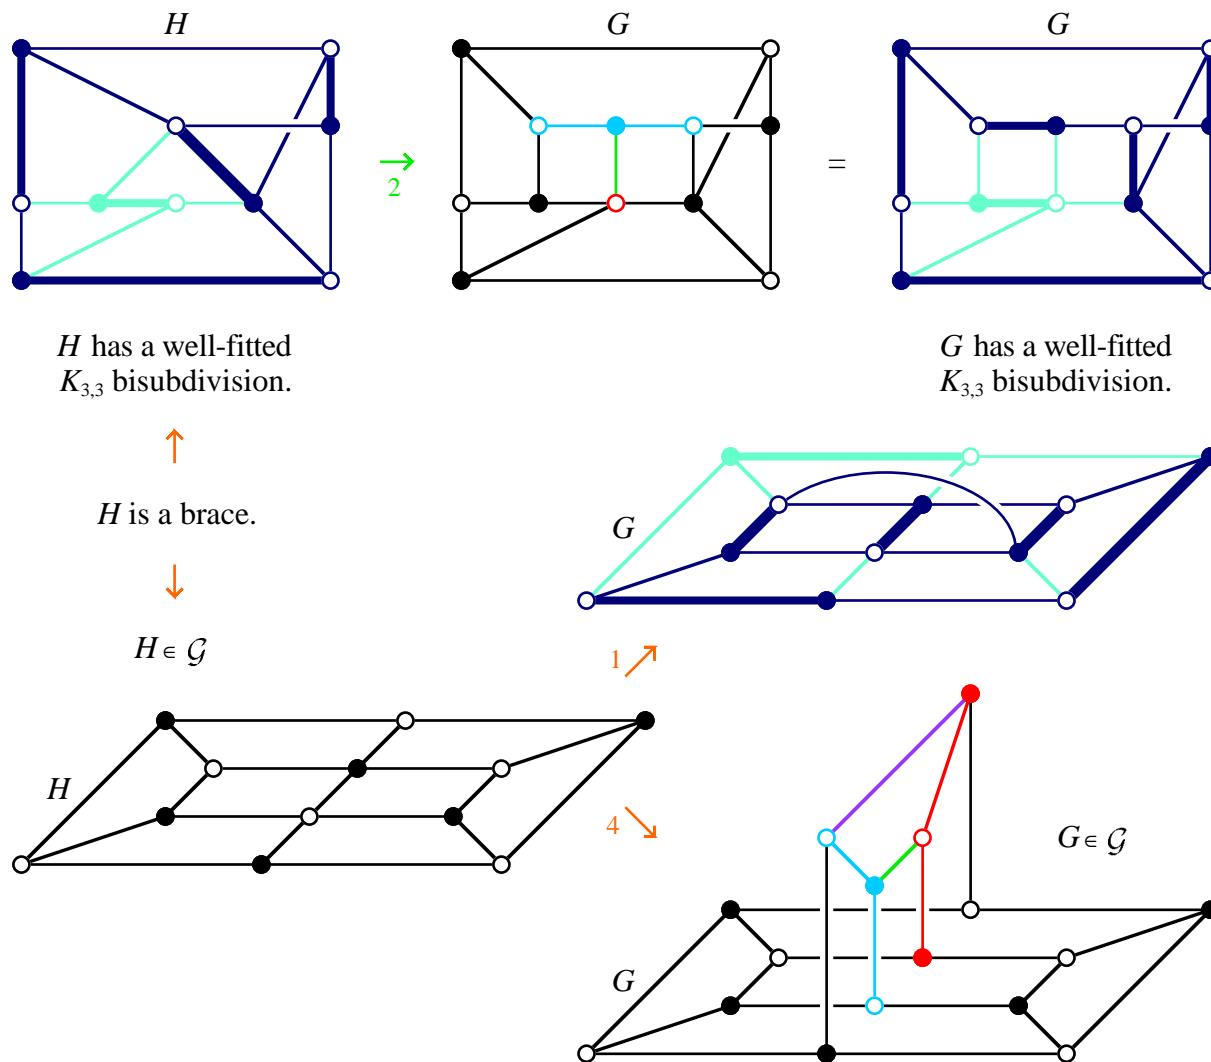 H
G
G
2
=
H has a well-fitted
K3,3 bisubdivision.
G has a well-fitted
K3,3 bisubdivision.
H is a brace.
G
H ∈ 𝒢
1
H
4
G ∈ 𝒢
G